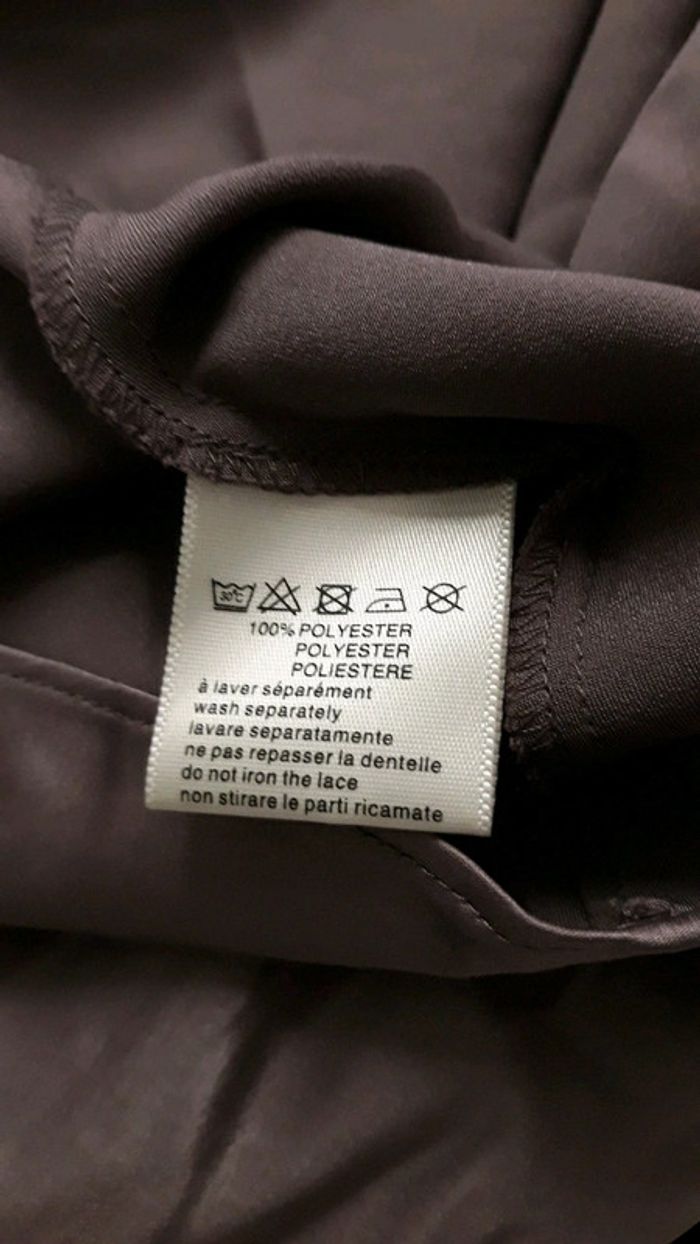 30°C
100% POLYESTER
POLYESTER
POLIESTERE
à laver séparément
wash separately
lavare separatamente
ne pas repasser la dentelle
do not iron the lace
non stirare le parti ricamate